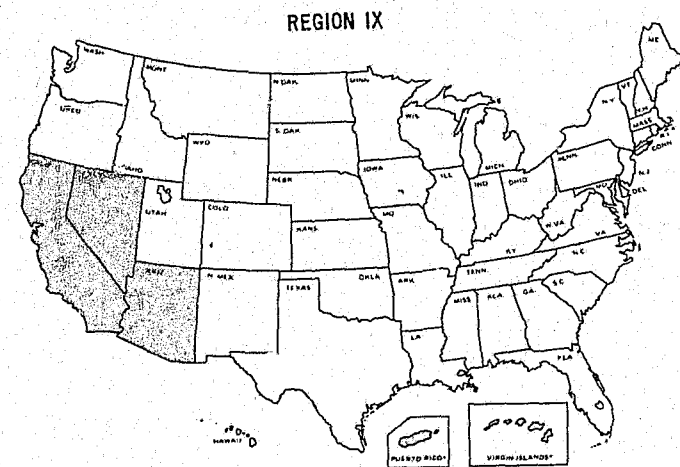 REGION IX
WASH
MONT
N DAK
MINN
ME
OREG
IDAHO
WYO
S. DAK
WIS
MICH
N Y
VT
N.H
MASS
R I
CONN
NEBR
IOWA
ILL
IND
OHIO
PENN
N J
DEL
MD
UTAH
COLO
KANS
MO
KY
W.VA
VA
ARIZ
N MEX
TEXAS
OKLA
ARK
TENN.
N.C.
S.C
MISS
ALA.
GA.
LA
FLA
HAWAII
PUERTO RICO*
VIRGIN ISLANDS*